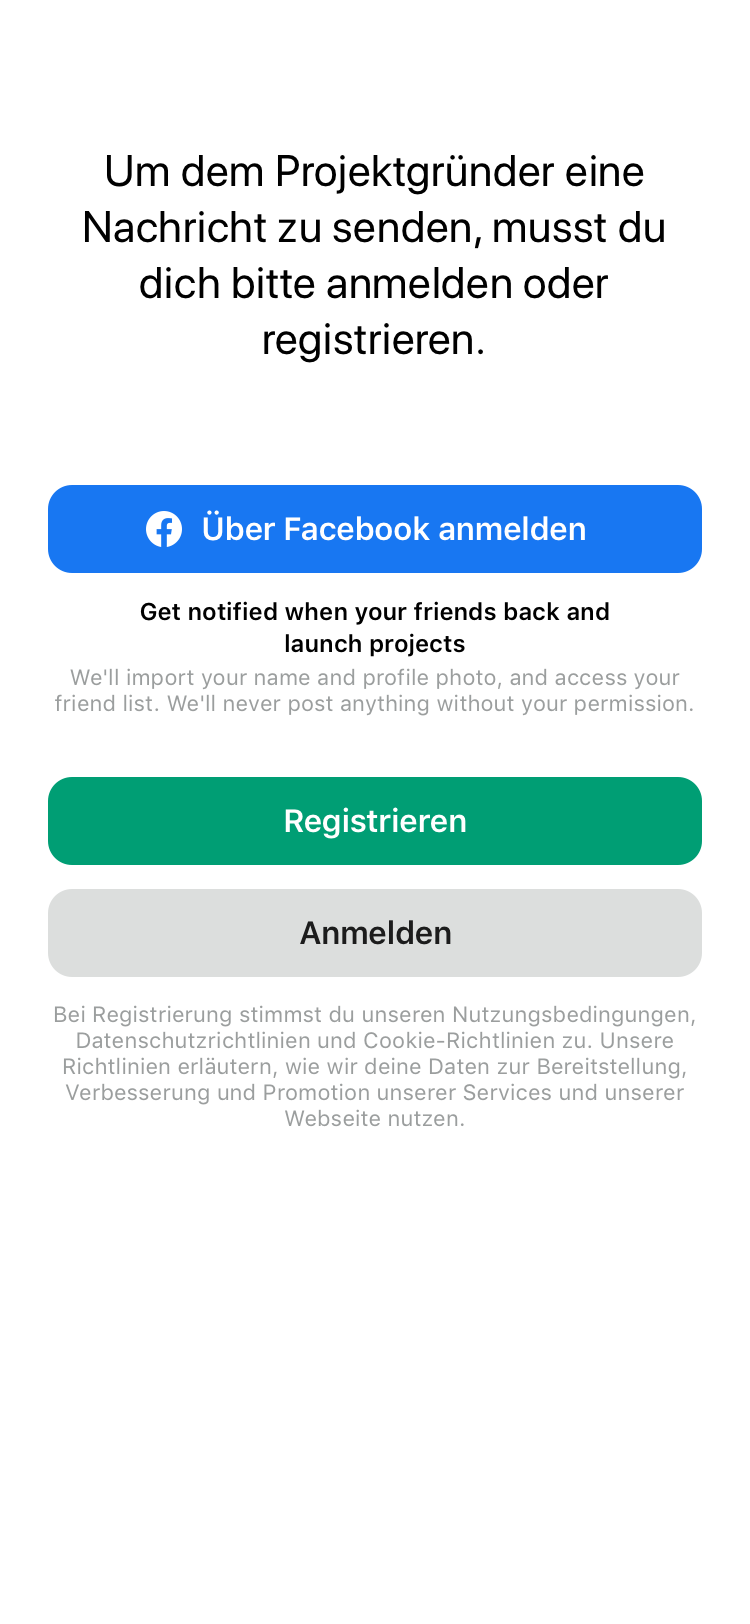 Um dem Projektgründer eine
Nachricht zu senden, musst du
dich bitte anmelden oder
registrieren.
Über Facebook anmelden
Get notified when your friends back and
launch projects
We'll import your name and profile photo, and access your
friend list. We'll never post anything without your permission.
Registrieren
Anmelden
Bei Registrierung stimmst du unseren Nutzungsbedingungen,
Datenschutzrichtlinien und Cookie-Richtlinien zu. Unsere
Richtlinien erläutern, wie wir deine Daten zur Bereitstellung,
Verbesserung und Promotion unserer Services und unserer
Webseite nutzen.